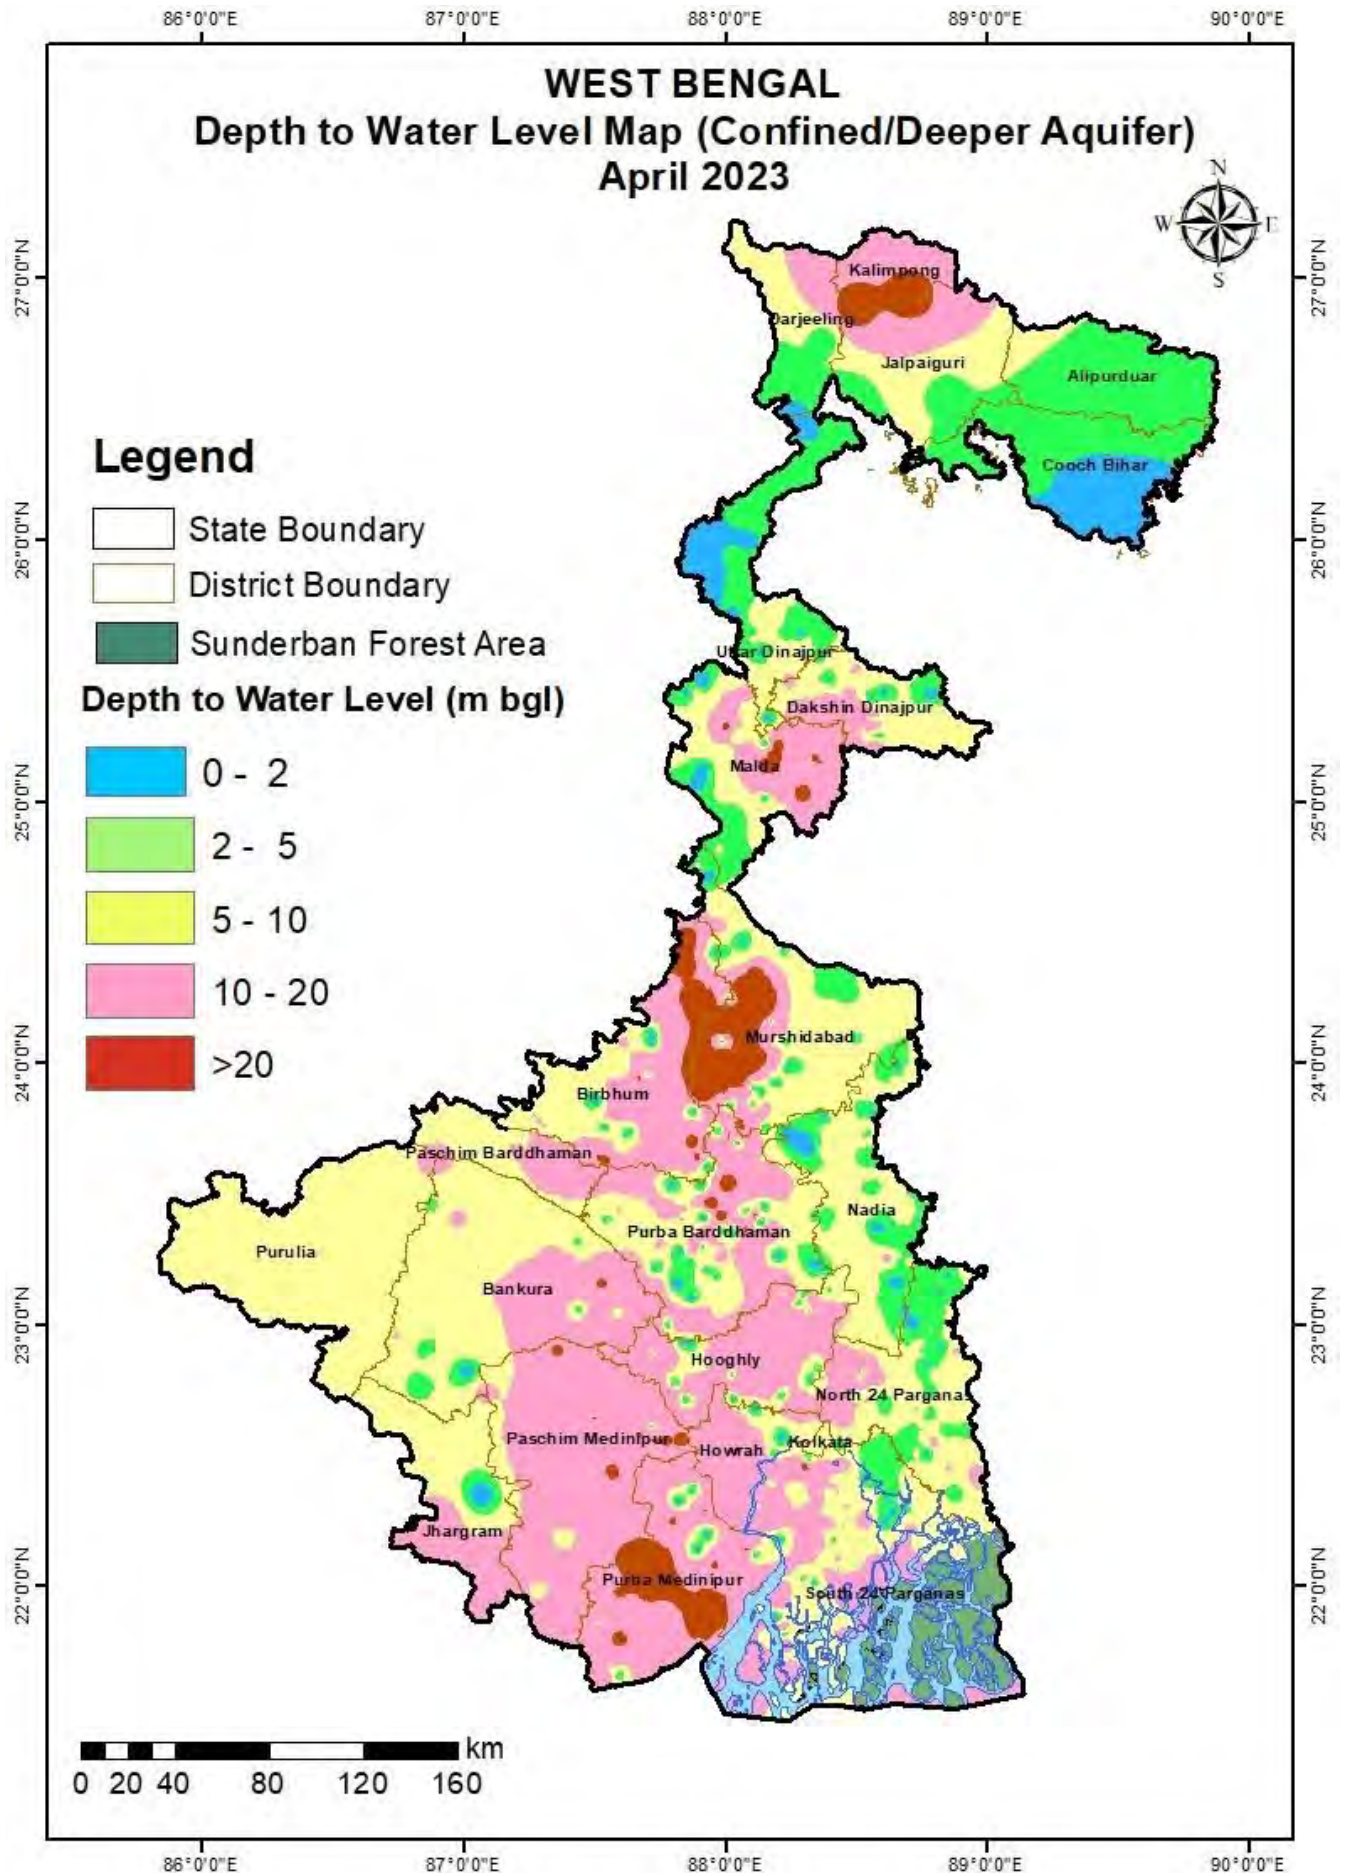 86°0'0"E 87°0'0"E 88°0'0"E 89°0'0"E 90°0'0"E
WEST BENGAL
Depth to Water Level Map (Confined/Deeper Aquifer)
April 2023
N
W E
S
27°0'0"N 27°0'0"N
Kalimpong
Darjeeling
Jalpaiguri
Alipurduar
Cooch Bihar
Legend
State Boundary
District Boundary
Sunderban Forest Area
26°0'0"N 26°0'0"N
Uttar Dinajpur
Dakshin Dinajpur
Malda
Depth to Water Level (m bgl)
0 - 2
2 - 5
5 - 10
10 - 20
>20
25°0'0"N 25°0'0"N
Murshidabad
24°0'0"N 24°0'0"N
Birbhum
Paschim Barddhaman
Nadia
Purba Barddhaman
Purulia
Bankura
23°0'0"N 23°0'0"N
Hooghly
North 24 Parganas
Paschim Medinipur
Howrah
Kolkata
Jhargram
22°0'0"N 22°0'0"N
Purba Medinipur
South 24 Parganas
km
0 20 40 80 120 160
86°0'0"E 87°0'0"E 88°0'0"E 89°0'0"E 90°0'0"E